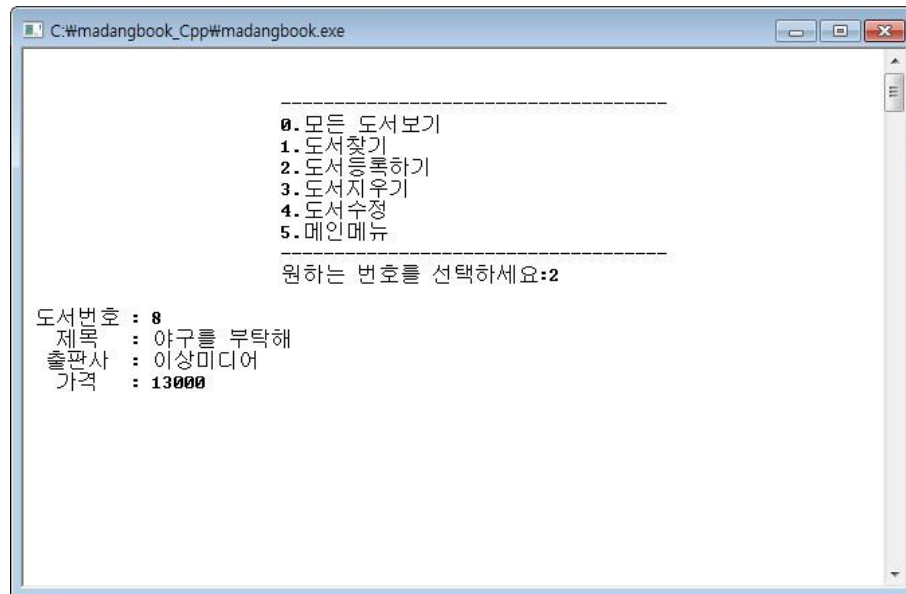 C:₩madangbook_Cpp₩madangbook.exe
------------------------------------
0.모든 도서보기
1.도서찾기
2.도서등록하기
3.도서지우기
4.도서수정
5.메인메뉴
------------------------------------
원하는 번호를 선택하세요:2
도서번호 : 8
제목 : 야구를 부탁해
출판사 : 이상미디어
가격 : 13000